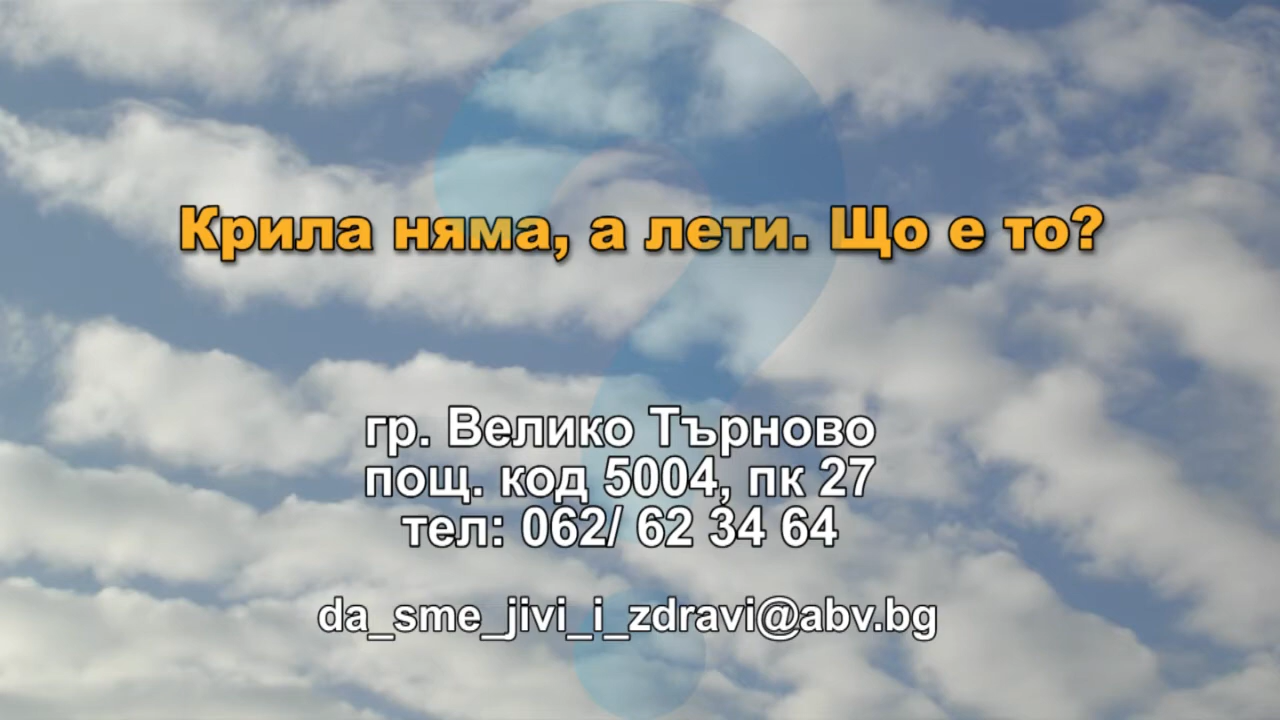 Крила няма, а лети. Що е то?
гр. Велико Търново
пощ. код 5004, пк 27
тел: 062/ 62 34 64
da_sme_jivi_i_zdravi@abv.bg